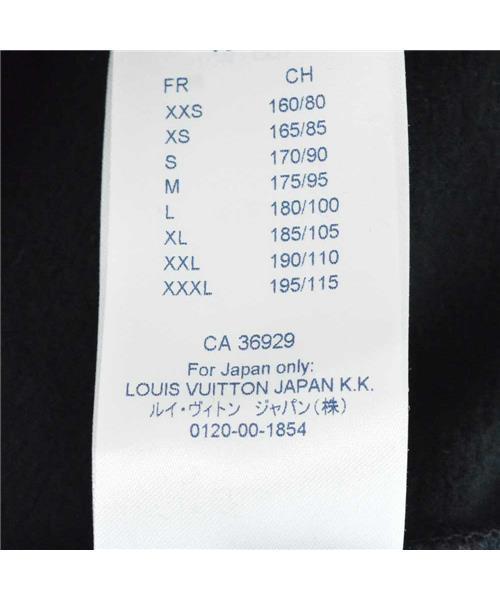 FR CH
XXS 160/80
XS 165/85
S 170/90
M 175/95
L 180/100
XL 185/105
XXL 190/110
XXXL 195/115
CA 36929
For Japan only:
LOUIS VUITTON JAPAN K.K.
ルイ・ヴィトン ジャパン(株)
0120-00-1854